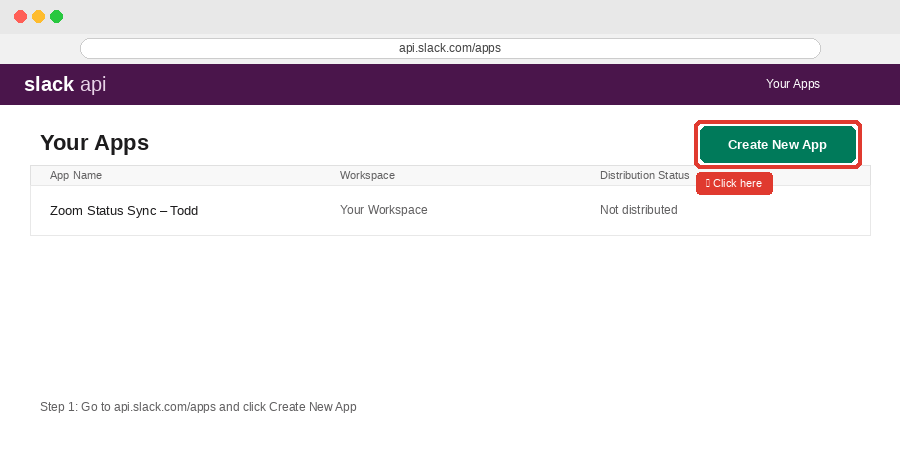 api.slack.com/apps
slack api
Your Apps
Your Apps
Create New App
App Name Workspace Distribution Status
Click here
Zoom Status Sync – Todd Your Workspace Not distributed
Step 1: Go to api.slack.com/apps and click Create New App